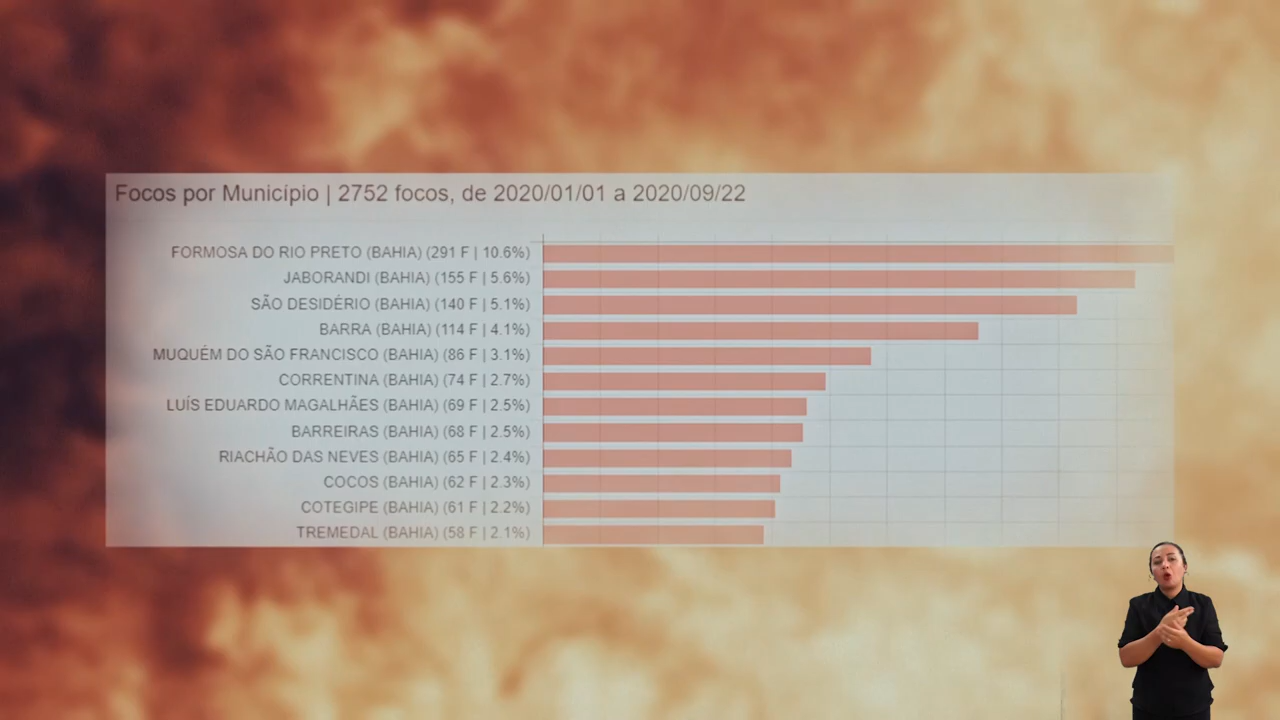 Focos por Município | 2752 focos, de 2020/01/01 a 2020/09/22
FORMOSA DO RIO PRETO (BAHIA) (291 F | 10.6%)
JABORANDI (BAHIA) (155 F | 5.6%)
SÃO DESIDÉRIO (BAHIA) (140 F | 5.1%)
BARRA (BAHIA) (114 F | 4.1%)
MUQUÉM DO SÃO FRANCISCO (BAHIA) (86 F | 3.1%)
CORRENTINA (BAHIA) (74 F | 2.7%)
LUÍS EDUARDO MAGALHÃES (BAHIA) (69 F | 2.5%)
BARREIRAS (BAHIA) (68 F | 2.5%)
RIACHÃO DAS NEVES (BAHIA) (65 F | 2.4%)
COCOS (BAHIA) (62 F | 2.3%)
COTEGIPE (BAHIA) (61 F | 2.2%)
TREMEDAL (BAHIA) (58 F | 2.1%)